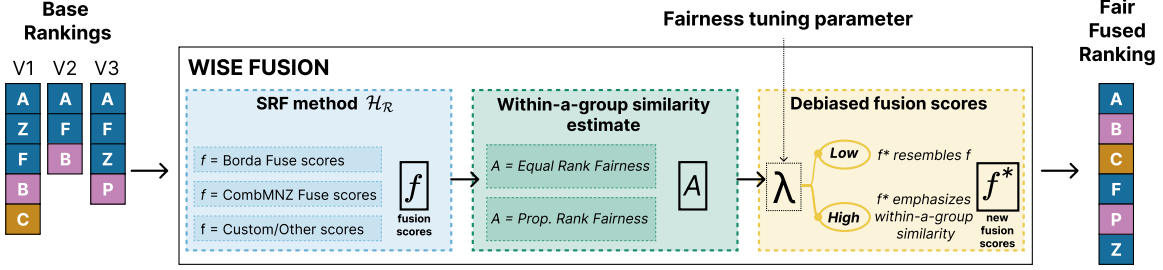 Base
Rankings
V1 V2 V3
A A A
Z F F
F B Z
B P
C
Fairness tuning parameter
WISE FUSION
SRF method ℋ_ℛ
f = Borda Fuse scores
f = CombMNZ Fuse scores
f = Custom/Other scores
f
fusion
scores
Within-a-group similarity
estimate
A = Equal Rank Fairness
A = Prop. Rank Fairness
A
Debiased fusion scores
λ
Low
f* resembles f
High
f* emphasizes
within-a-group
similarity
f*
new
fusion
scores
Fair
Fused
Ranking
A
B
C
F
P
Z